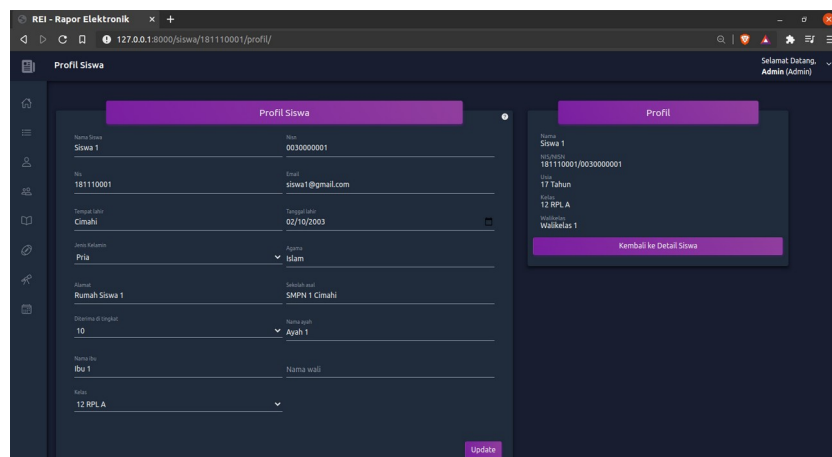 REI - Rapor Elektronik
127.0.0.1:8000/siswa/181110001/profil/
Profil Siswa
Selamat Datang,
Admin (Admin)
Profil Siswa
Nama Siswa
Siswa 1
Nisn
0030000001
Nis
181110001
Email
siswa1@gmail.com
Tempat lahir
Cimahi
Tanggal lahir
02/10/2003
Jenis Kelamin
Pria
Agama
Islam
Alamat
Rumah Siswa 1
Sekolah asal
SMPN 1 Cimahi
Diterima di tingkat
10
Nama ayah
Ayah 1
Nama Ibu
Ibu 1
Nama wali
Kelas
12 RPL A
Update
Profil
Nama
Siswa 1
NIS/NISN
181110001/0030000001
Usia
17 Tahun
Kelas
12 RPL A
Walikelas
Walikelas 1
Kembali ke Detail Siswa